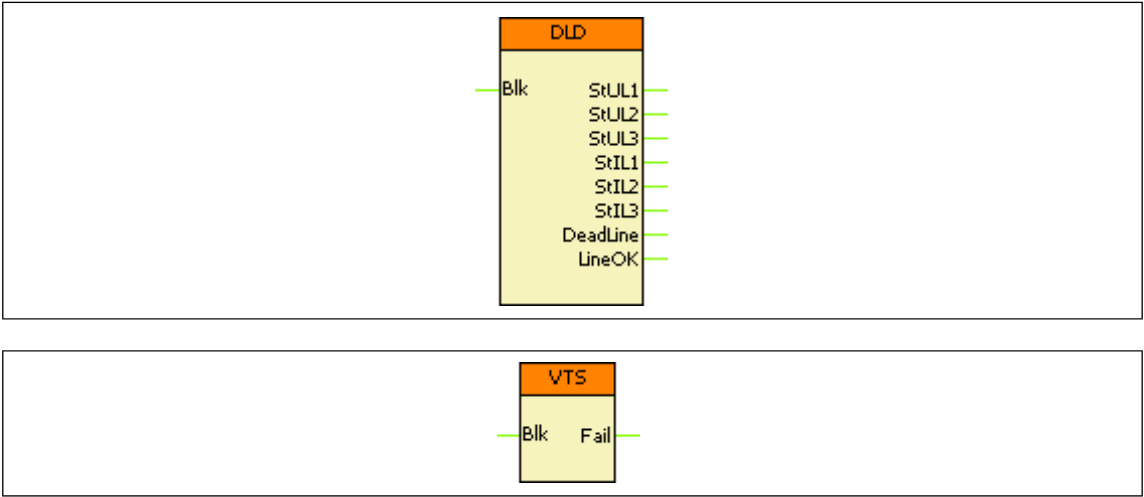 DLD
Blk StUL1
StUL2
StUL3
StIL1
StIL2
StIL3
DeadLine
LineOK
VTS
Blk Fail